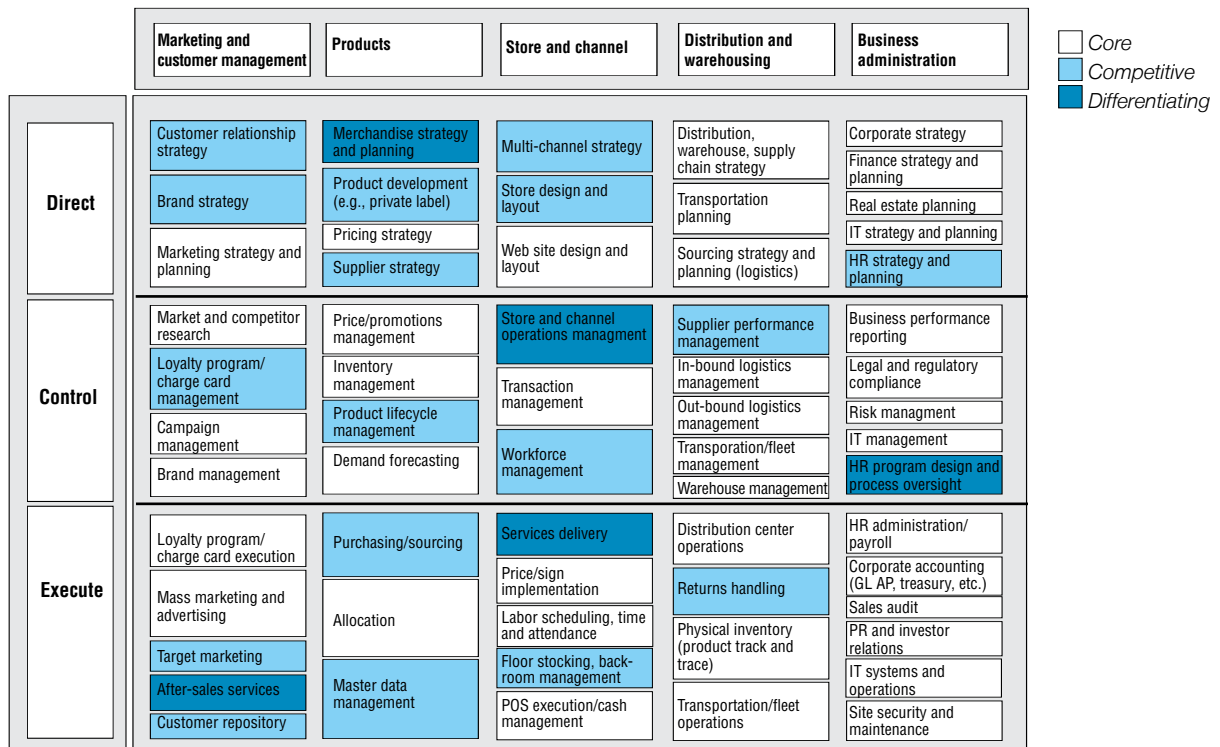 Marketing and
customer management
Products
Store and channel
Distribution and
warehousing
Business
administration
Core
Competitive
Differentiating
Direct
Customer relationship
strategy
Brand strategy
Marketing strategy and
planning
Merchandise strategy
and planning
Product development
(e.g., private label)
Pricing strategy
Supplier strategy
Multi-channel strategy
Store design and
layout
Web site design and
layout
Distribution,
warehouse, supply
chain strategy
Transportation
planning
Sourcing strategy and
planning (logistics)
Corporate strategy
Finance strategy and
planning
Real estate planning
IT strategy and planning
HR strategy and
planning
Control
Market and competitor
research
Loyalty program/
charge card
management
Campaign
management
Brand management
Price/promotions
management
Inventory
management
Product lifecycle
management
Demand forecasting
Store and channel
operations managment
Transaction
management
Workforce
management
Supplier performance
management
In-bound logistics
management
Out-bound logistics
management
Transporation/fleet
management
Warehouse management
Business performance
reporting
Legal and regulatory
compliance
Risk managment
IT management
HR program design and
process oversight
Execute
Loyalty program/
charge card execution
Mass marketing and
advertising
Target marketing
After-sales services
Customer repository
Purchasing/sourcing
Allocation
Master data
management
Services delivery
Price/sign
implementation
Labor scheduling, time
and attendance
Floor stocking, back-
room management
POS execution/cash
management
Distribution center
operations
Returns handling
Physical inventory
(product track and
trace)
Transportation/fleet
operations
HR administration/
payroll
Corporate accounting
(GL AP, treasury, etc.)
Sales audit
PR and investor
relations
IT systems and
operations
Site security and
maintenance